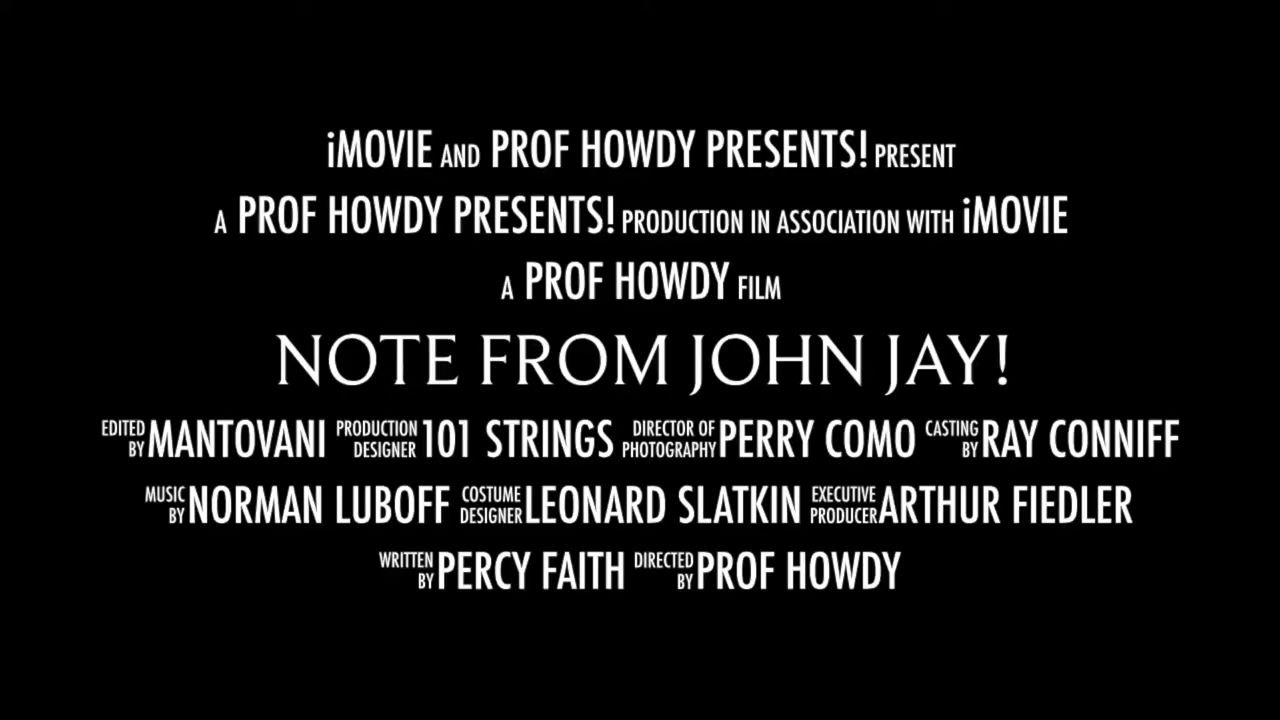 iMOVIE AND PROF HOWDY PRESENTS! PRESENT
A PROF HOWDY PRESENTS! PRODUCTION IN ASSOCIATION WITH iMOVIE
A PROF HOWDY FILM
NOTE FROM JOHN JAY!
EDITED BY MANTOVANI PRODUCTION DESIGNER 101 STRINGS DIRECTOR OF PHOTOGRAPHY PERRY COMO CASTING BY RAY CONNIFF
MUSIC BY NORMAN LUBOFF COSTUME DESIGNER LEONARD SLATKIN EXECUTIVE PRODUCER ARTHUR FIEDLER
WRITTEN BY PERCY FAITH DIRECTED BY PROF HOWDY